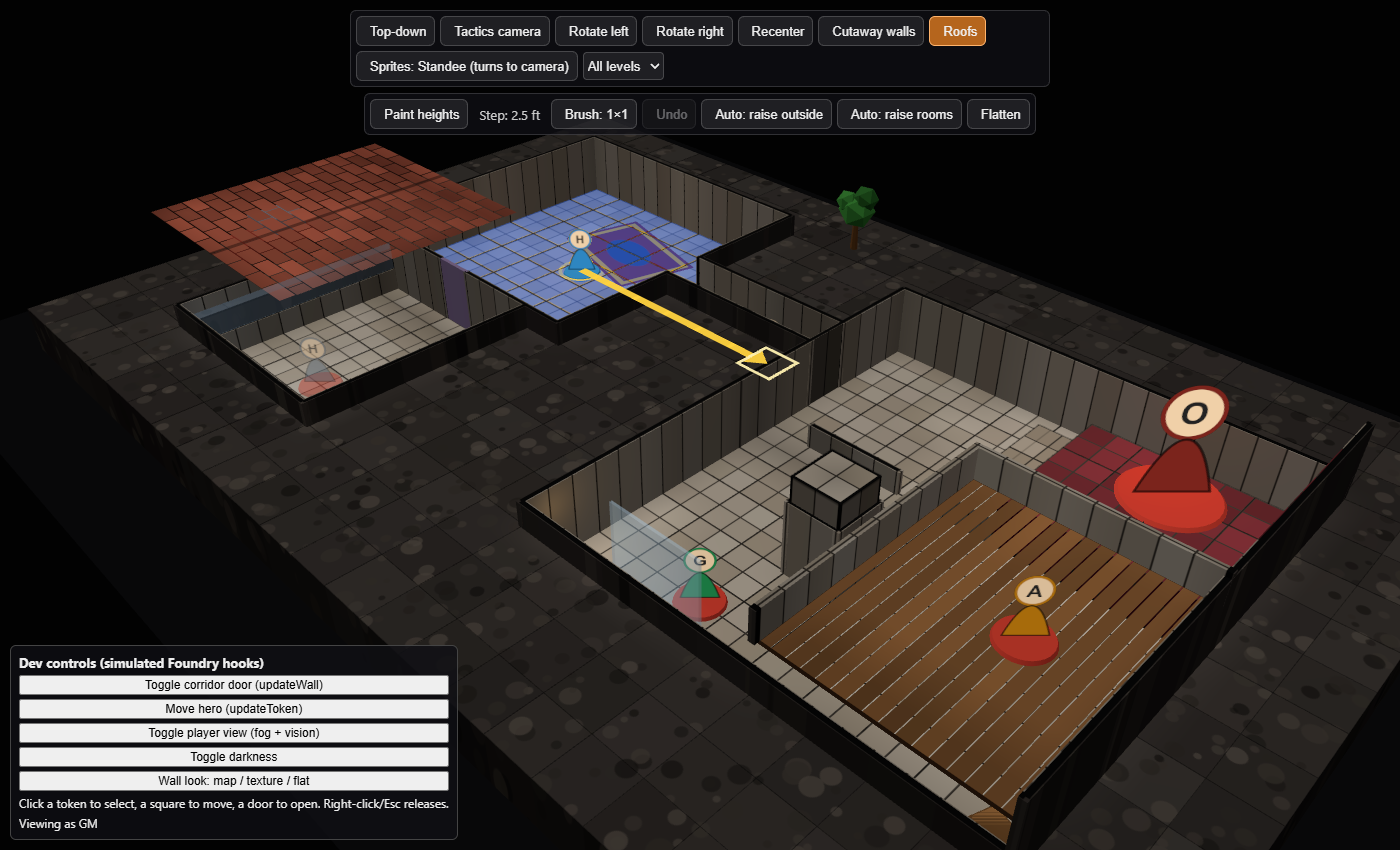 Top-down Tactics camera Rotate left Rotate right Recenter Cutaway walls Roofs
Sprites: Standee (turns to camera) All levels
Paint heights Step: 2.5 ft Brush: 1×1 Undo Auto: raise outside Auto: raise rooms Flatten
H
H
O
G
A
Dev controls (simulated Foundry hooks)
Toggle corridor door (updateWall)
Move hero (updateToken)
Toggle player view (fog + vision)
Toggle darkness
Wall look: map / texture / flat
Click a token to select, a square to move, a door to open. Right-click/Esc releases.
Viewing as GM